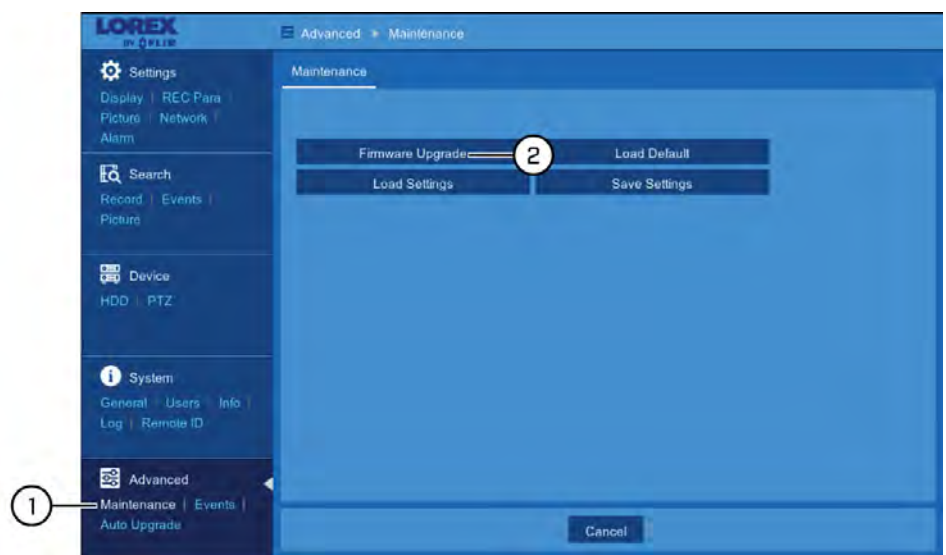 LOREX
BY FLIR
Advanced Maintenance
Settings
Display | REC Para |
Picture | Network |
Alarm
Search
Record | Events |
Picture
Device
HDD | PTZ
System
General | Users | Info |
Log | Remote ID
Advanced
Maintenance | Events |
Auto Upgrade
Maintenance
Firmware Upgrade
Load Default
Load Settings
Save Settings
Cancel
1
2